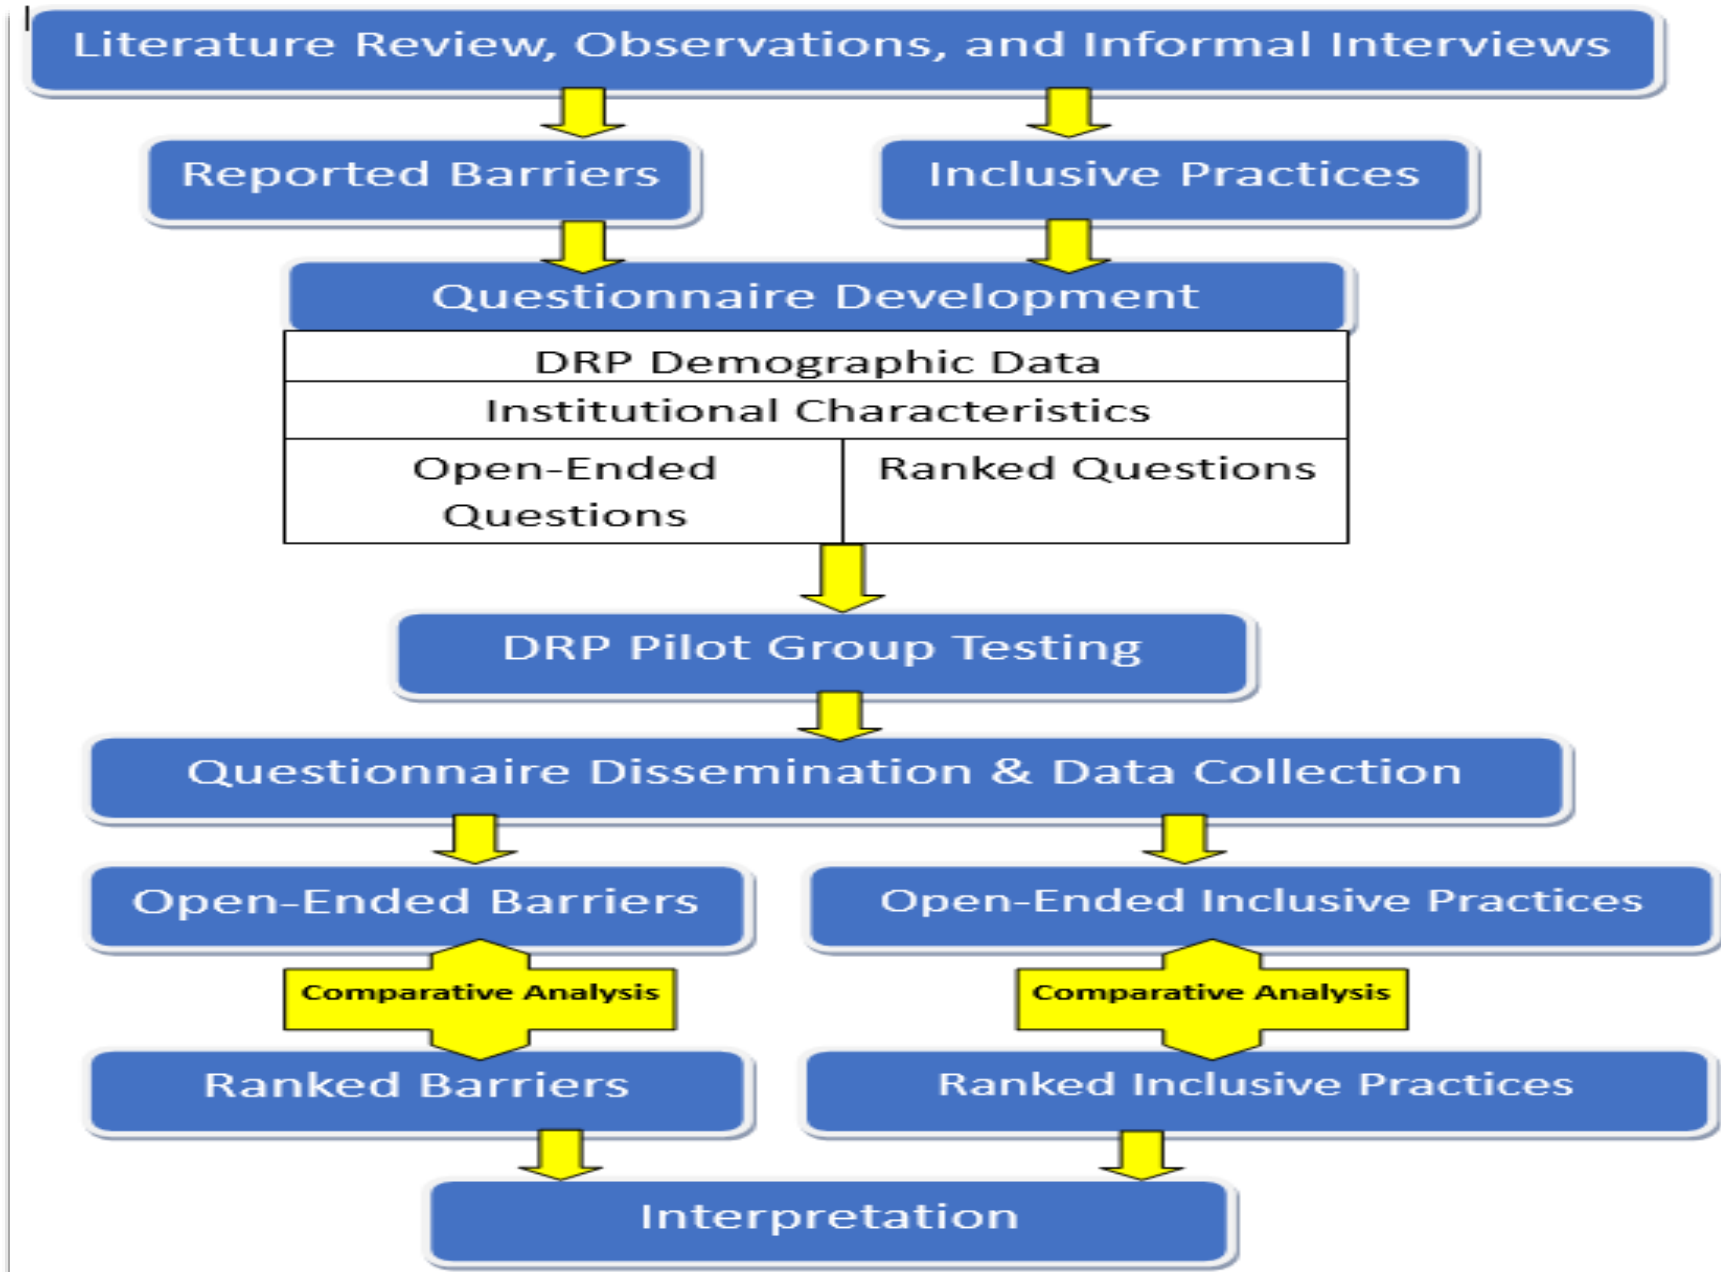 Literature Review, Observations, and Informal Interviews
Reported Barriers
Inclusive Practices
Questionnaire Development
DRP Demographic Data
Institutional Characteristics
Open-Ended
Questions
Ranked Questions
DRP Pilot Group Testing
Questionnaire Dissemination & Data Collection
Open-Ended Barriers
Open-Ended Inclusive Practices
Comparative Analysis
Comparative Analysis
Ranked Barriers
Ranked Inclusive Practices
Interpretation